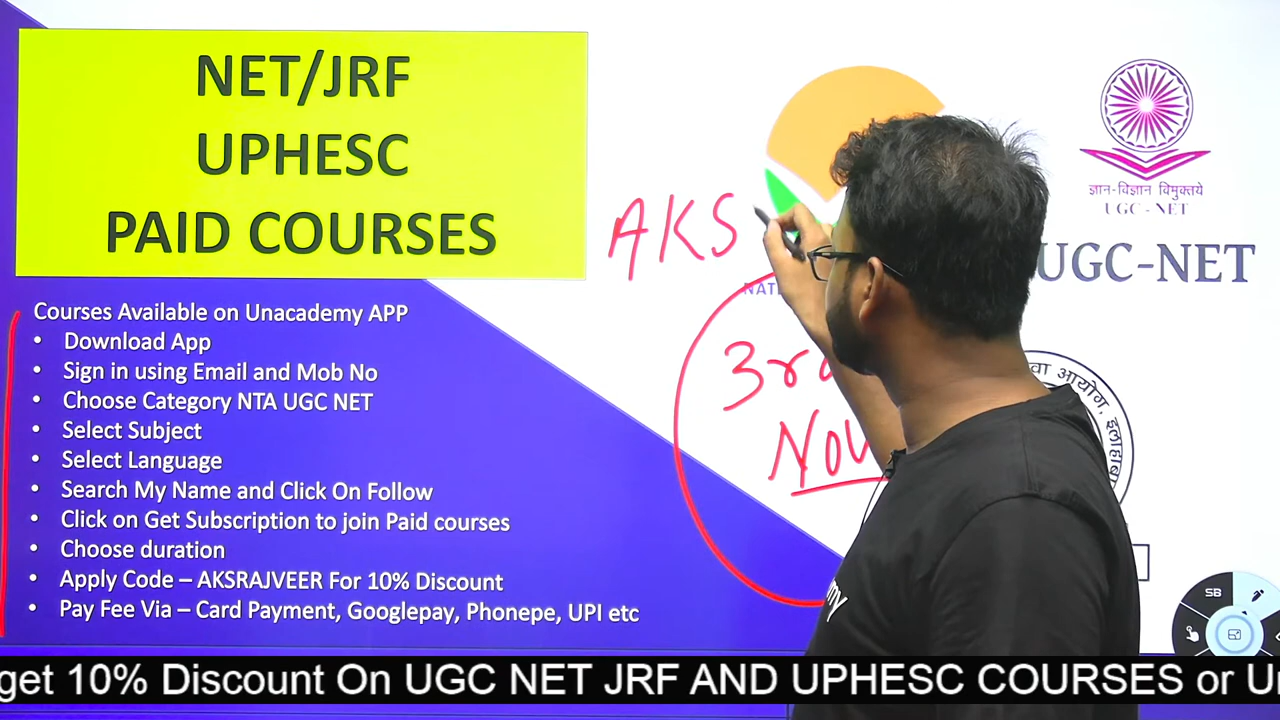 NET/JRF
UPHESC
PAID COURSES
Courses Available on Unacademy APP
• Download App
• Sign in using Email and Mob No
• Choose Category NTA UGC NET
• Select Subject
• Select Language
• Search My Name and Click On Follow
• Click on Get Subscription to join Paid courses
• Choose duration
• Apply Code – AKSRAJVEER For 10% Discount
• Pay Fee Via – Card Payment, Googlepay, Phonepe, UPI etc
AKS
3rd
Nov
ज्ञान-विज्ञान विमुक्तये
UGC - NET
UGC-NET
आयोग, इलाहाबा
SB
get 10% Discount On UGC NET JRF AND UPHESC COURSES or U